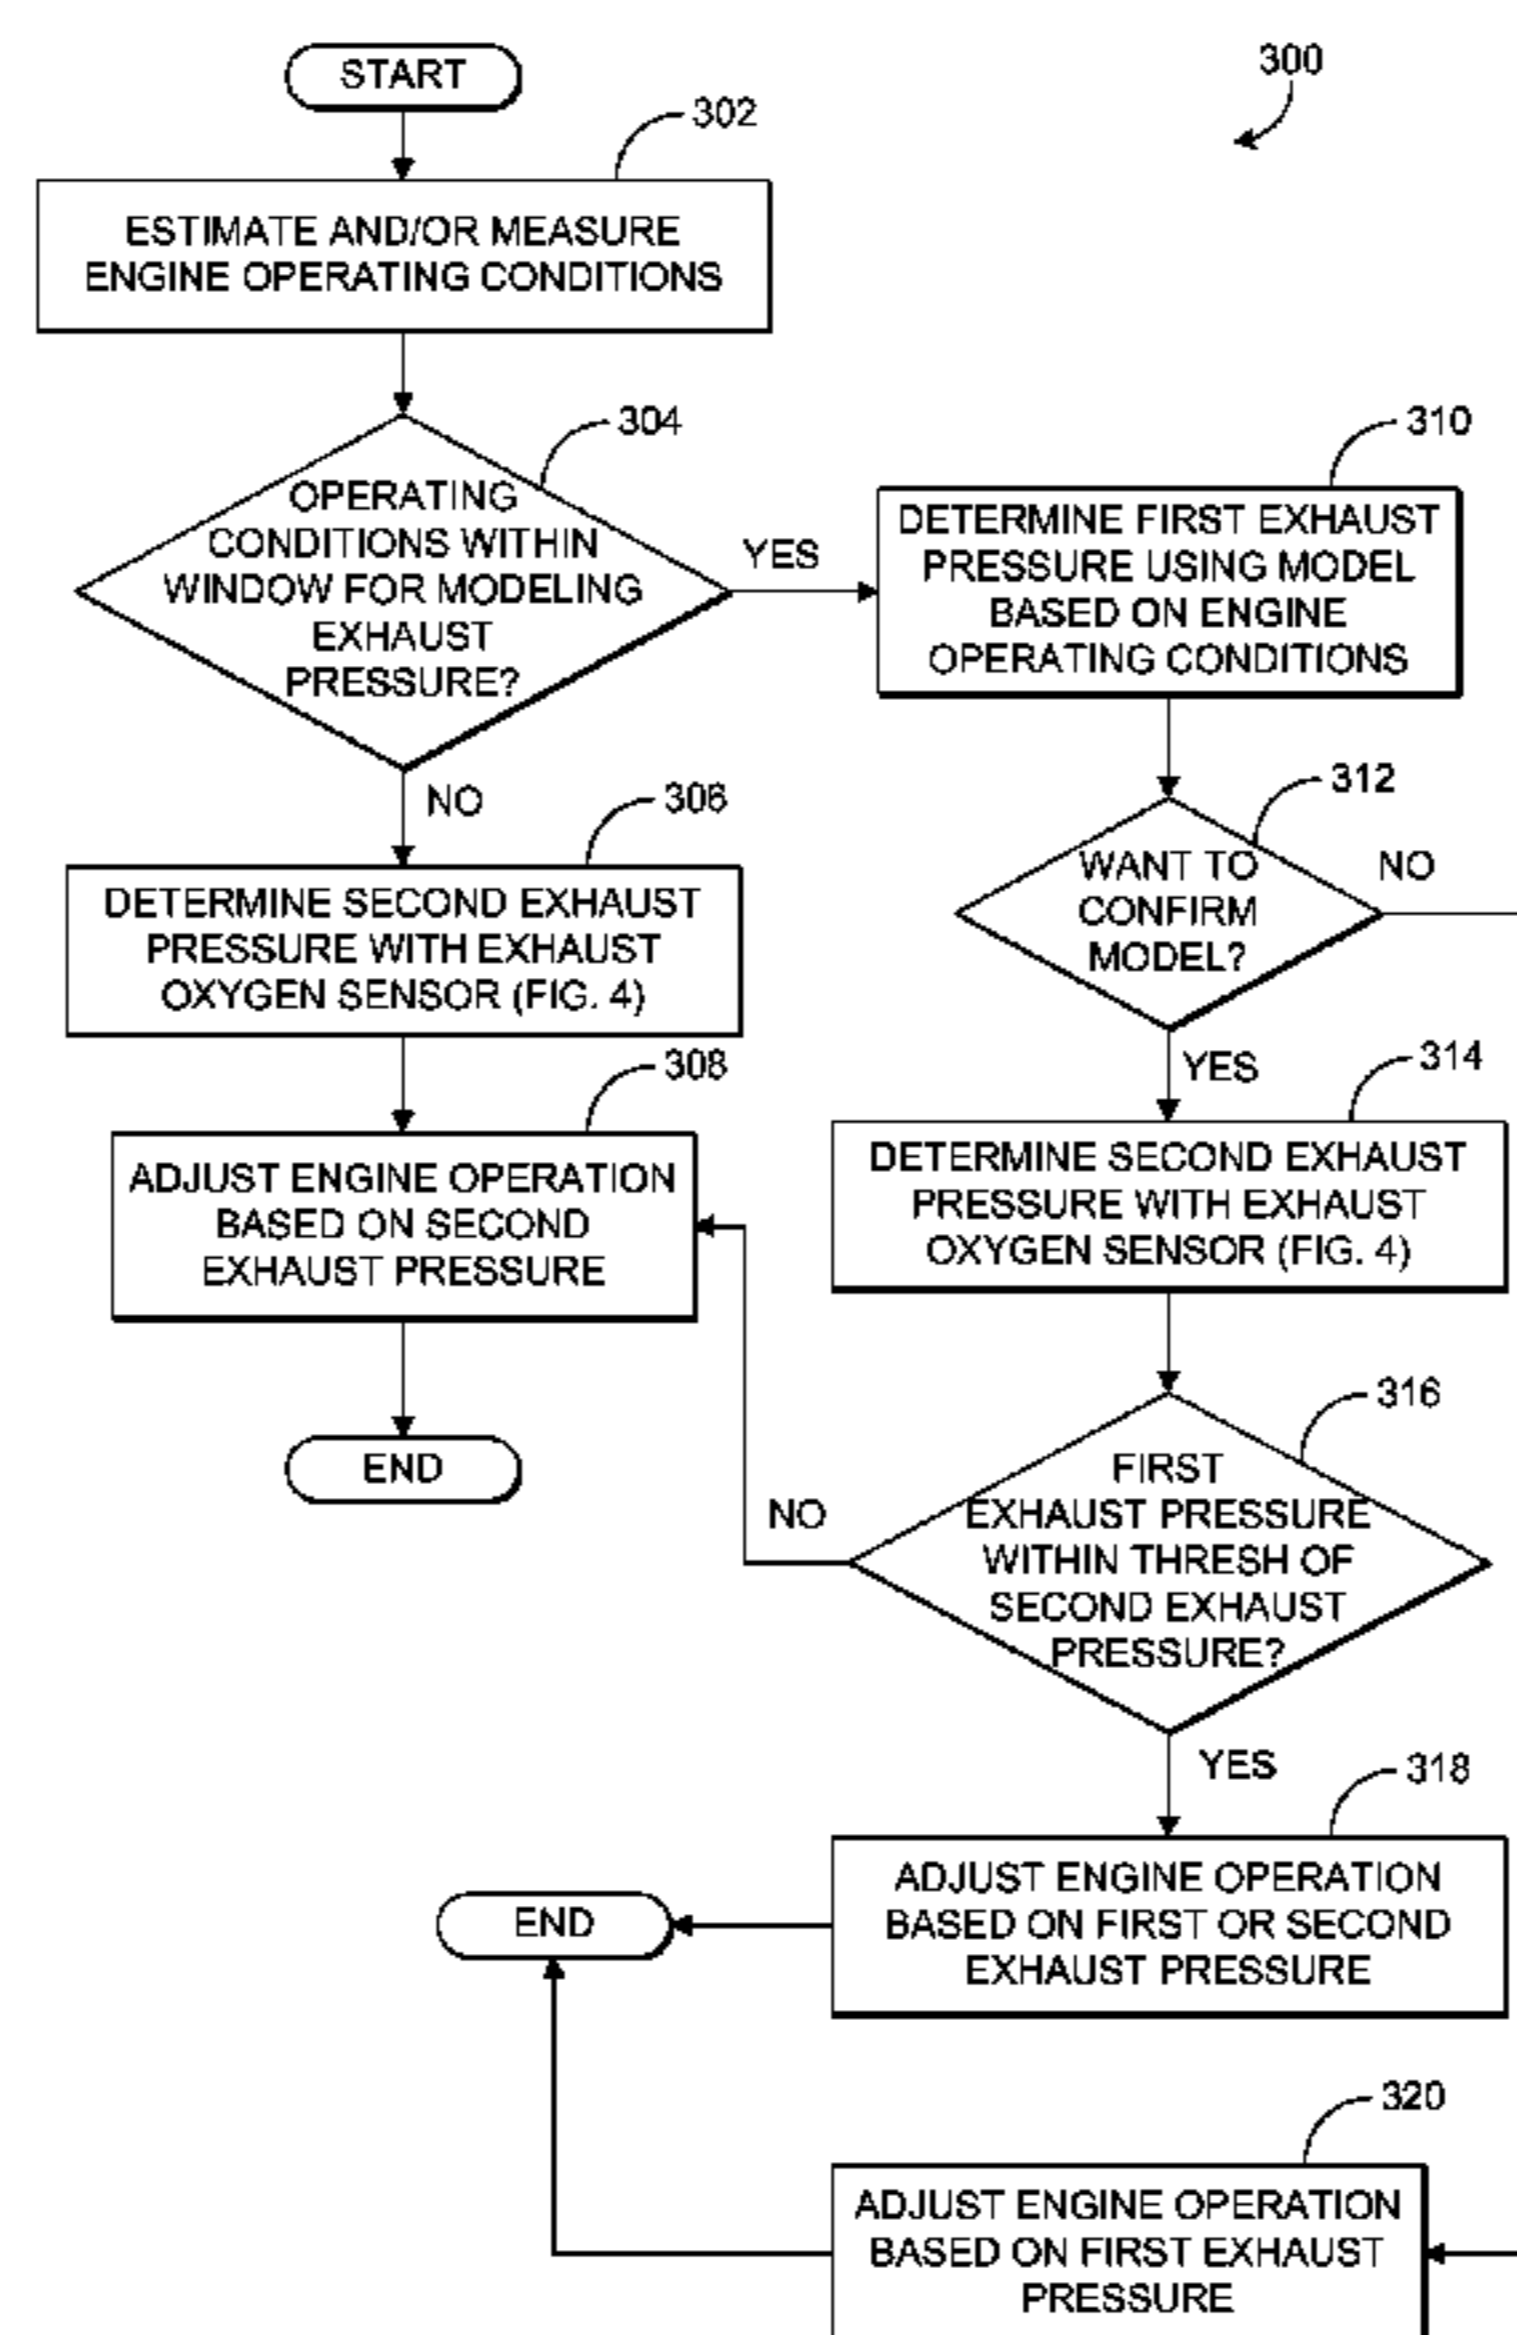 START
300
302
ESTIMATE AND/OR MEASURE
ENGINE OPERATING CONDITIONS
304
OPERATING
CONDITIONS WITHIN
WINDOW FOR MODELING
EXHAUST
PRESSURE?
YES
NO
310
DETERMINE FIRST EXHAUST
PRESSURE USING MODEL
BASED ON ENGINE
OPERATING CONDITIONS
306
DETERMINE SECOND EXHAUST
PRESSURE WITH EXHAUST
OXYGEN SENSOR (FIG. 4)
308
ADJUST ENGINE OPERATION
BASED ON SECOND
EXHAUST PRESSURE
END
312
WANT TO
CONFIRM
MODEL?
NO
YES
314
DETERMINE SECOND EXHAUST
PRESSURE WITH EXHAUST
OXYGEN SENSOR (FIG. 4)
316
FIRST
EXHAUST PRESSURE
WITHIN THRESH OF
SECOND EXHAUST
PRESSURE?
NO
YES
318
ADJUST ENGINE OPERATION
BASED ON FIRST OR SECOND
EXHAUST PRESSURE
END
320
ADJUST ENGINE OPERATION
BASED ON FIRST EXHAUST
PRESSURE